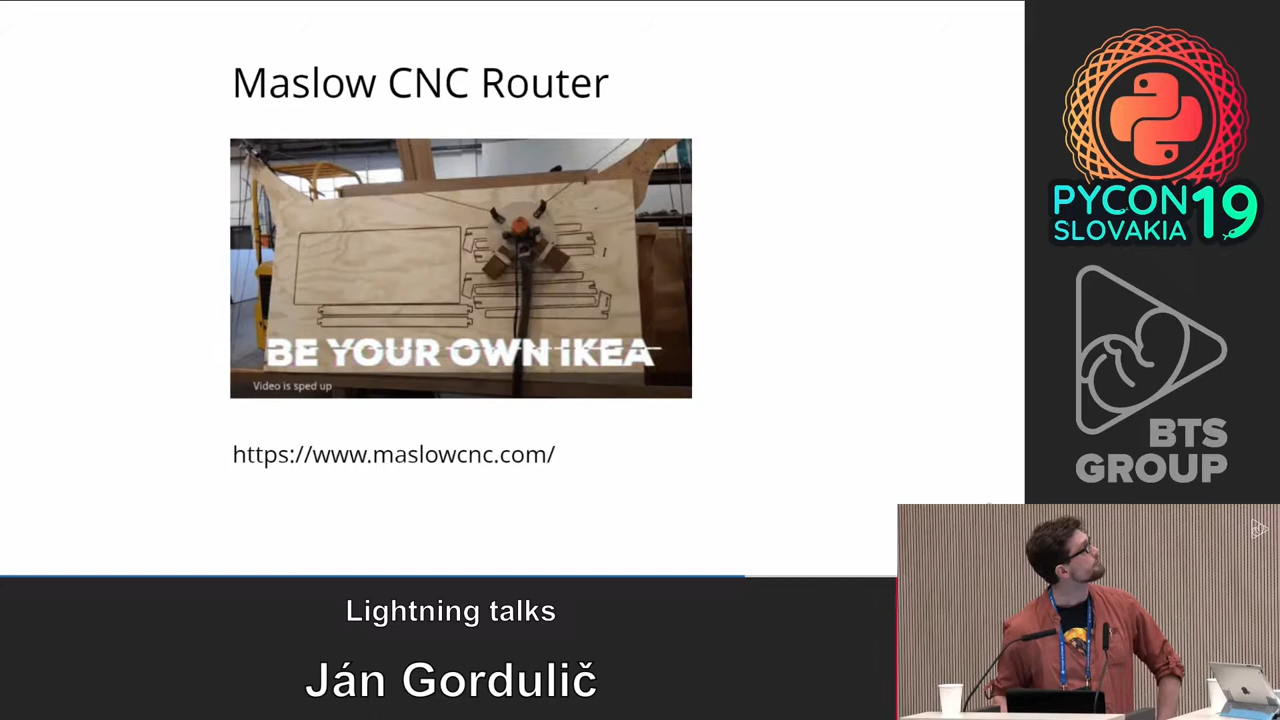 Maslow CNC Router
BE YOUR OWN IKEA
Video is sped up
https://www.maslowcnc.com/
PYCON
SLOVAKIA
19
BTS
GROUP
Lightning talks
Ján Gordulič